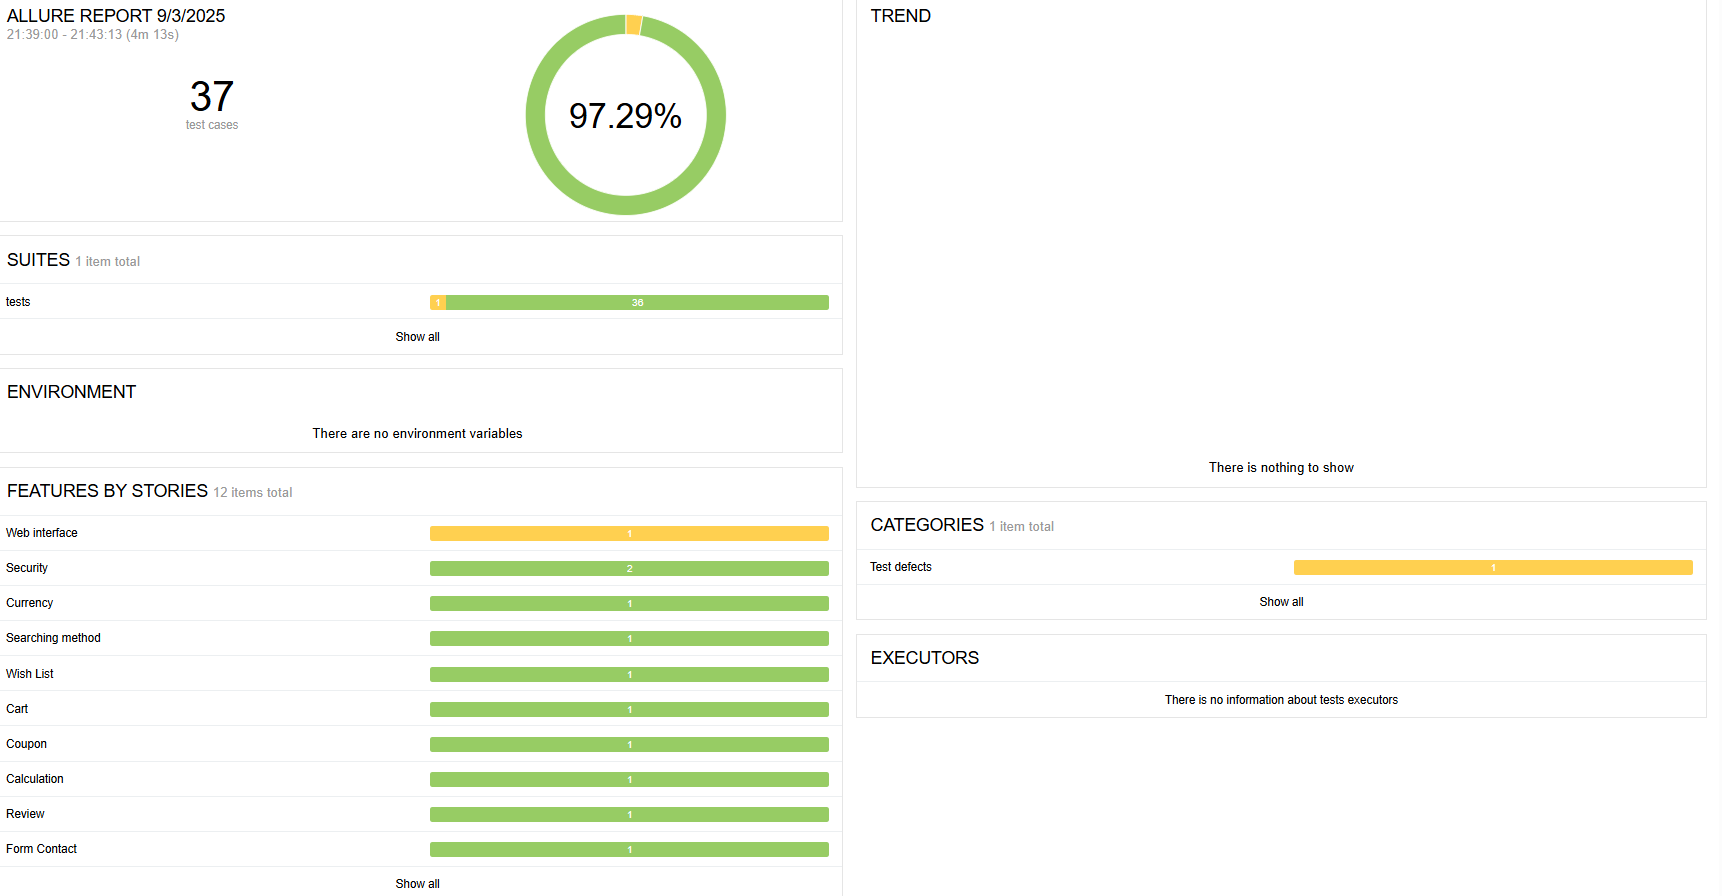 ALLURE REPORT 9/3/2025
21:39:00 - 21:43:13 (4m 13s)
37
test cases
97.29%
SUITES 1 item total
tests
1 36
Show all
ENVIRONMENT
There are no environment variables
FEATURES BY STORIES 12 items total
Web interface 1
Security 2
Currency 1
Searching method 1
Wish List 1
Cart 1
Coupon 1
Calculation 1
Review 1
Form Contact 1
Show all
TREND
There is nothing to show
CATEGORIES 1 item total
Test defects 1
Show all
EXECUTORS
There is no information about tests executors